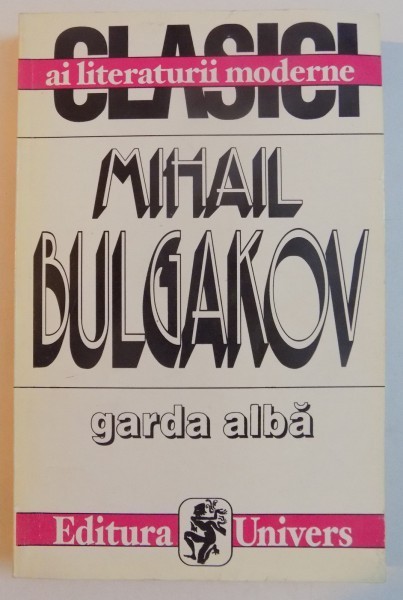 CLASICI
ai literaturii moderne
MIHAIL
BULGAKOV
garda albă
Editura Univers